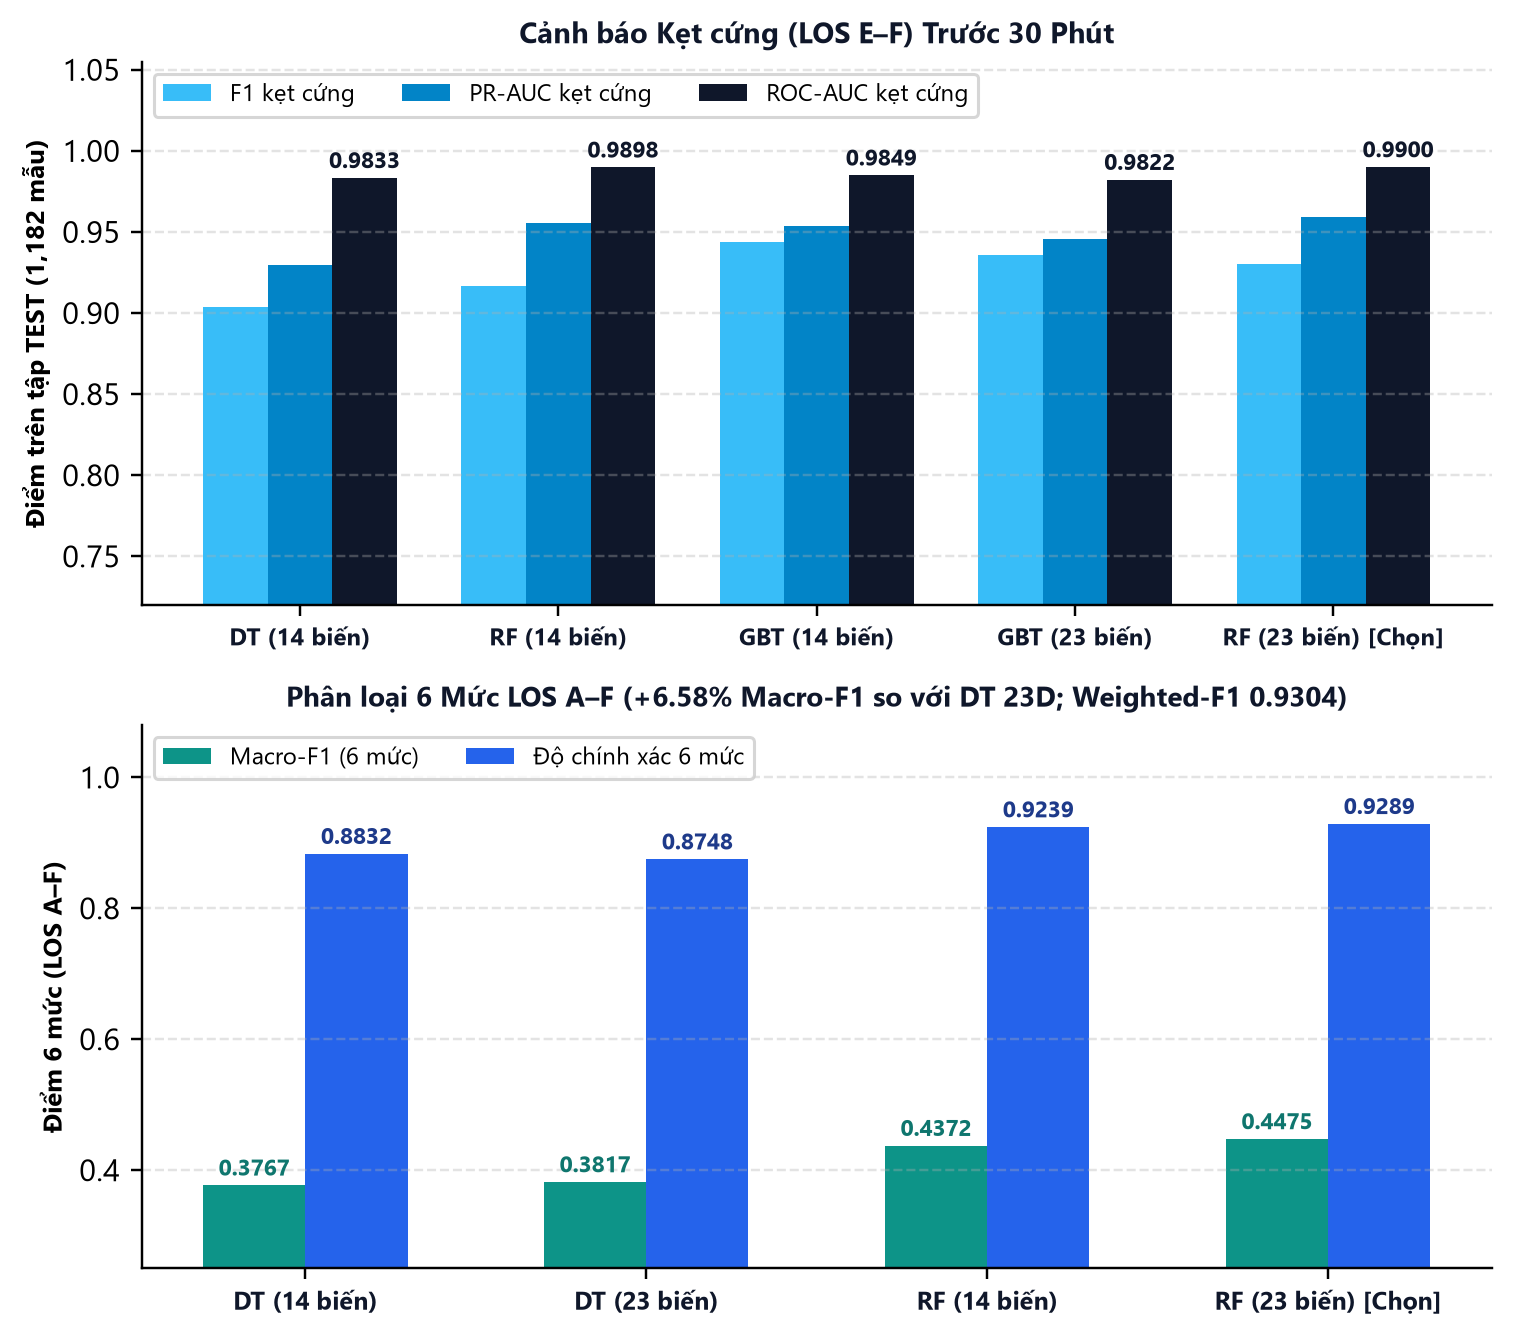 Cảnh báo Kẹt cứng (LOS E–F) Trước 30 Phút
F1 kẹt cứng
PR-AUC kẹt cứng
ROC-AUC kẹt cứng
Điểm trên tập TEST (1,182 mẫu)
1.05
1.00
0.95
0.90
0.85
0.80
0.75
0.9833
0.9898
0.9849
0.9822
0.9900
DT (14 biến)
RF (14 biến)
GBT (14 biến)
GBT (23 biến)
RF (23 biến) [Chọn]
Phân loại 6 Mức LOS A–F (+6.58% Macro-F1 so với DT 23D; Weighted-F1 0.9304)
Macro-F1 (6 mức)
Độ chính xác 6 mức
Điểm 6 mức (LOS A–F)
1.0
0.8
0.6
0.4
0.3767
0.8832
0.3817
0.8748
0.4372
0.9239
0.4475
0.9289
DT (14 biến)
DT (23 biến)
RF (14 biến)
RF (23 biến) [Chọn]